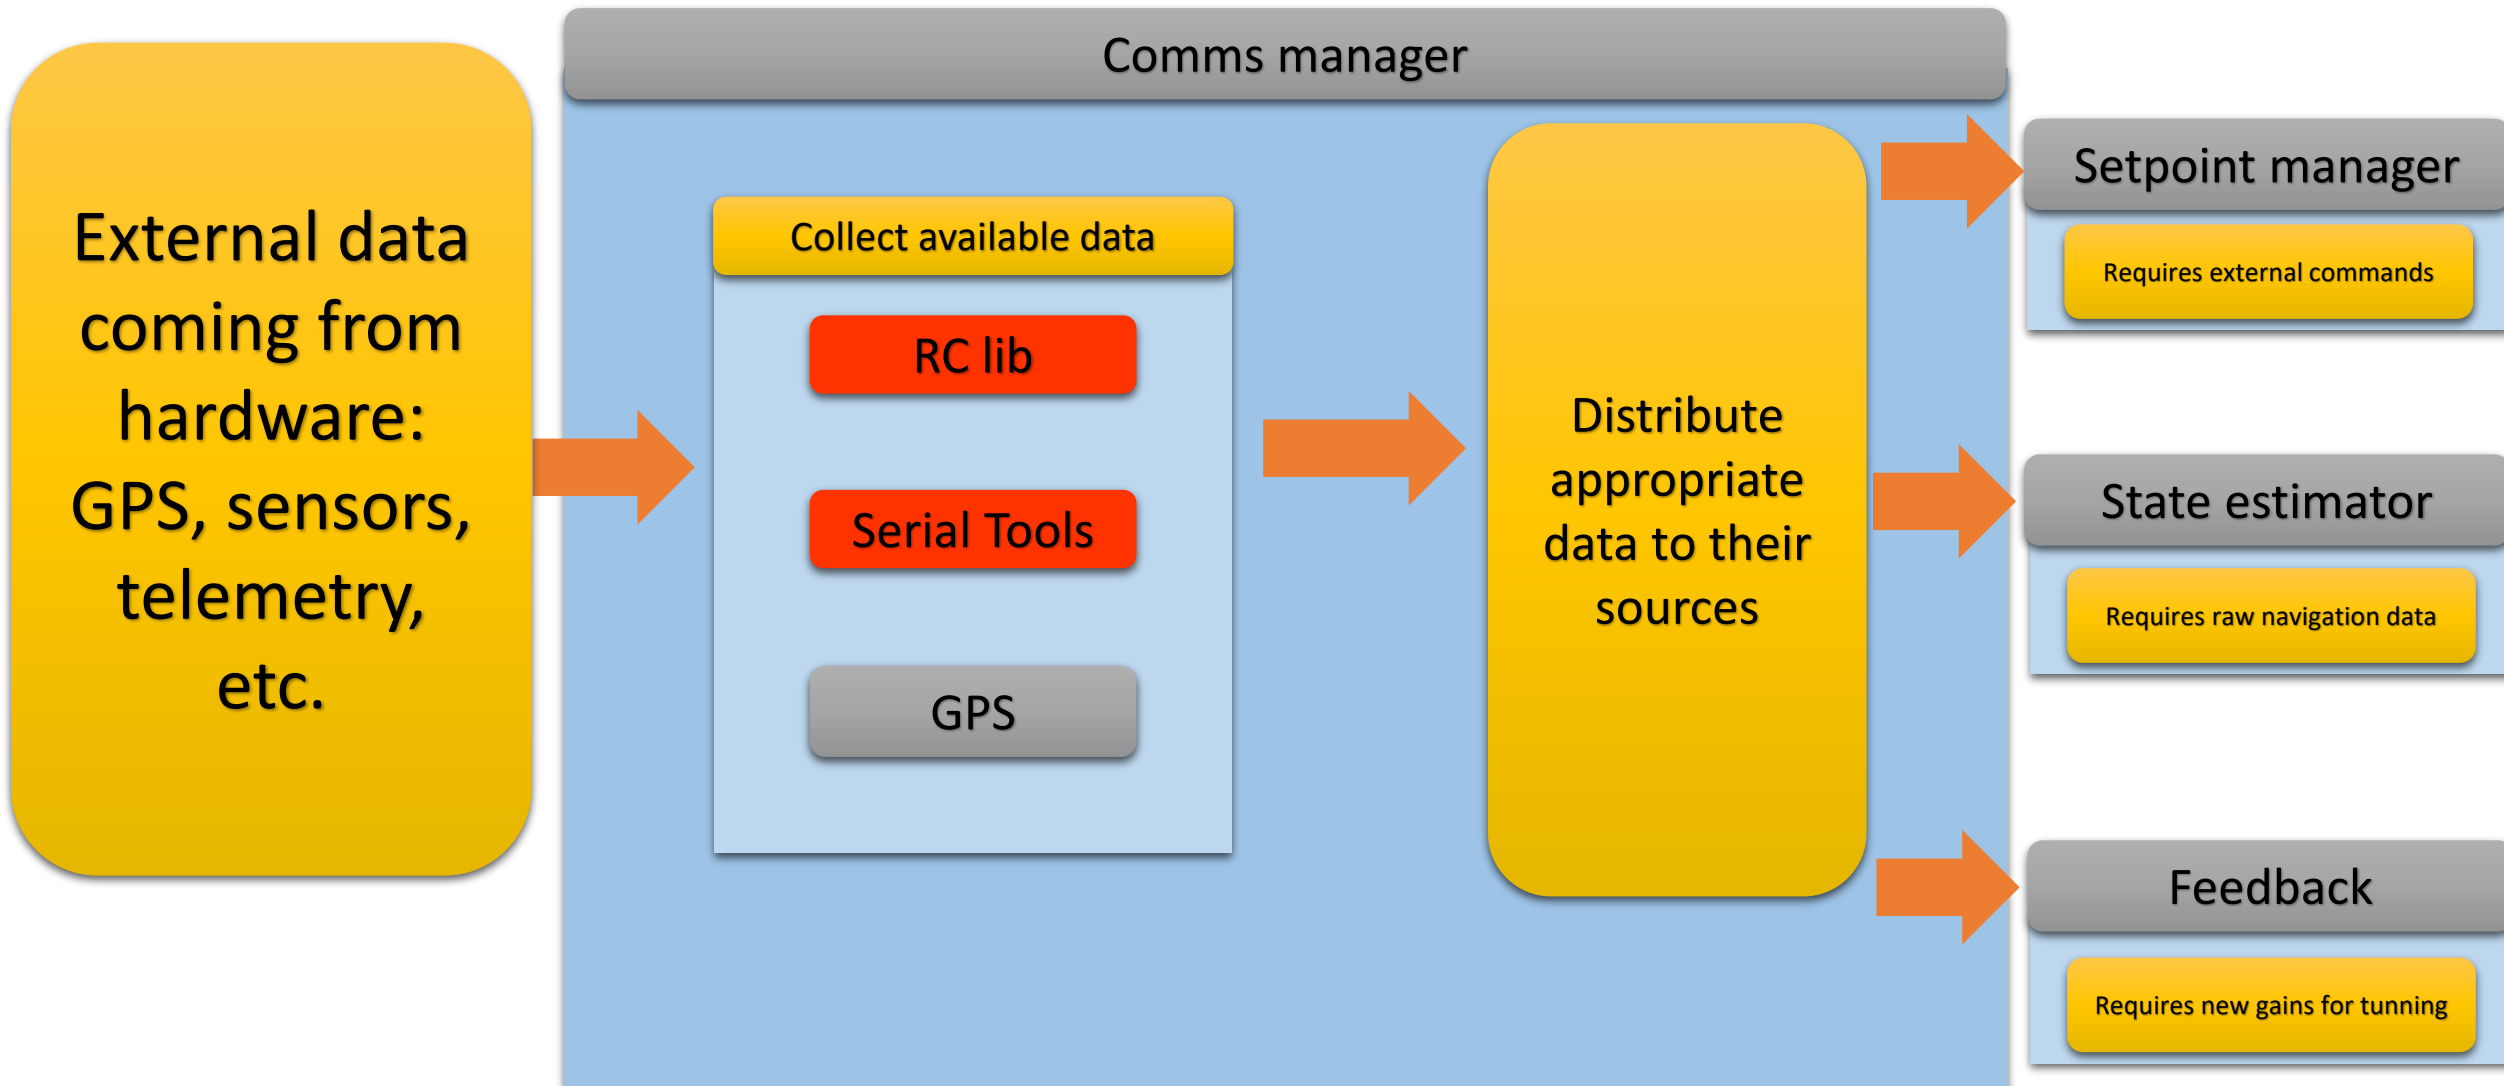 Comms manager
External data
coming from
hardware:
GPS, sensors,
telemetry,
etc.
Collect available data
RC lib
Serial Tools
GPS
Distribute
appropriate
data to their
sources
Setpoint manager
Requires external commands
State estimator
Requires raw navigation data
Feedback
Requires new gains for tunning